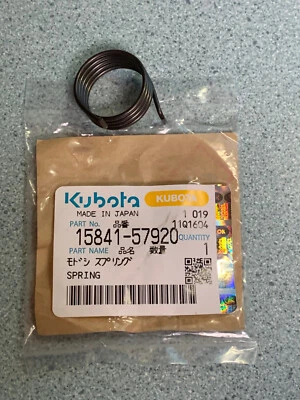 Kubota KUBOTA
MADE IN JAPAN 1 019
PART No. 品番 11Q1604
15841-57920 QUANTITY
PART NAME 品名 数量 1
モドシ スプリング
SPRING